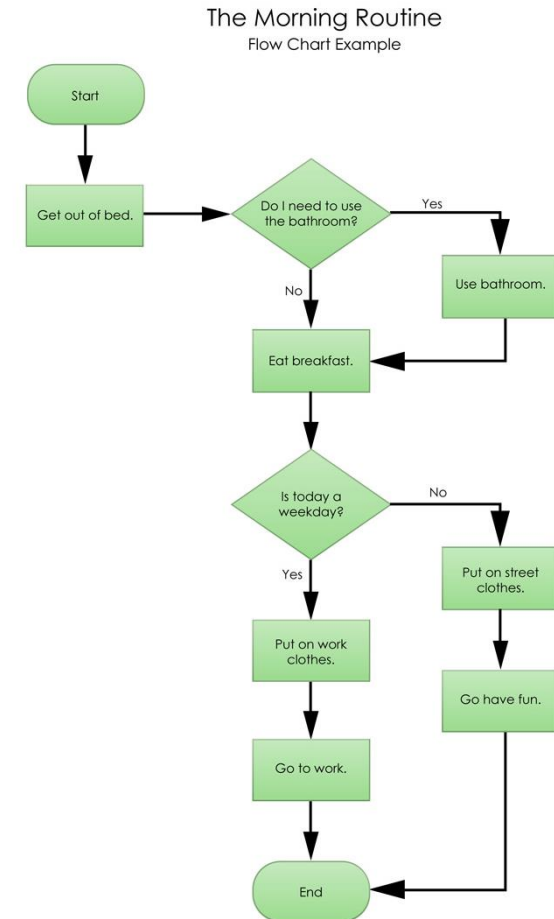 The Morning Routine
Flow Chart Example
Start
Get out of bed.
Do I need to use
the bathroom?
Yes
Use bathroom.
No
Eat breakfast.
Is today a
weekday?
No
Put on street
clothes.
Yes
Put on work
clothes.
Go have fun.
Go to work.
End